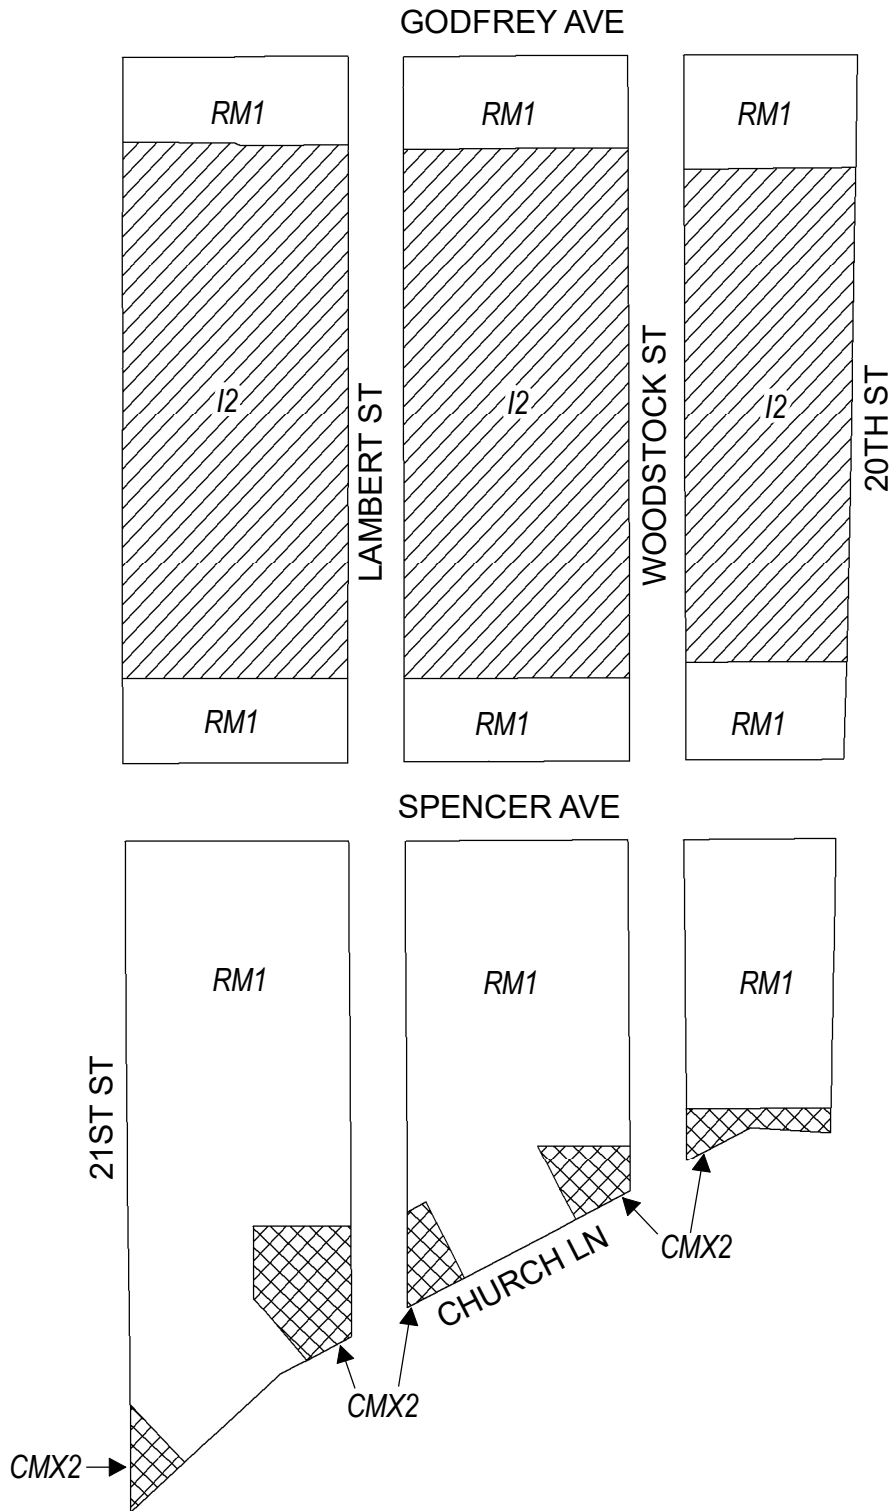 GODFREY AVE
RM1
RM1
RM1
I2
I2
I2
LAMBERT ST
WOODSTOCK ST
20TH ST
RM1
RM1
RM1
SPENCER AVE
RM1
RM1
RM1
21ST ST
CHURCH LN
CMX2
CMX2
CMX2